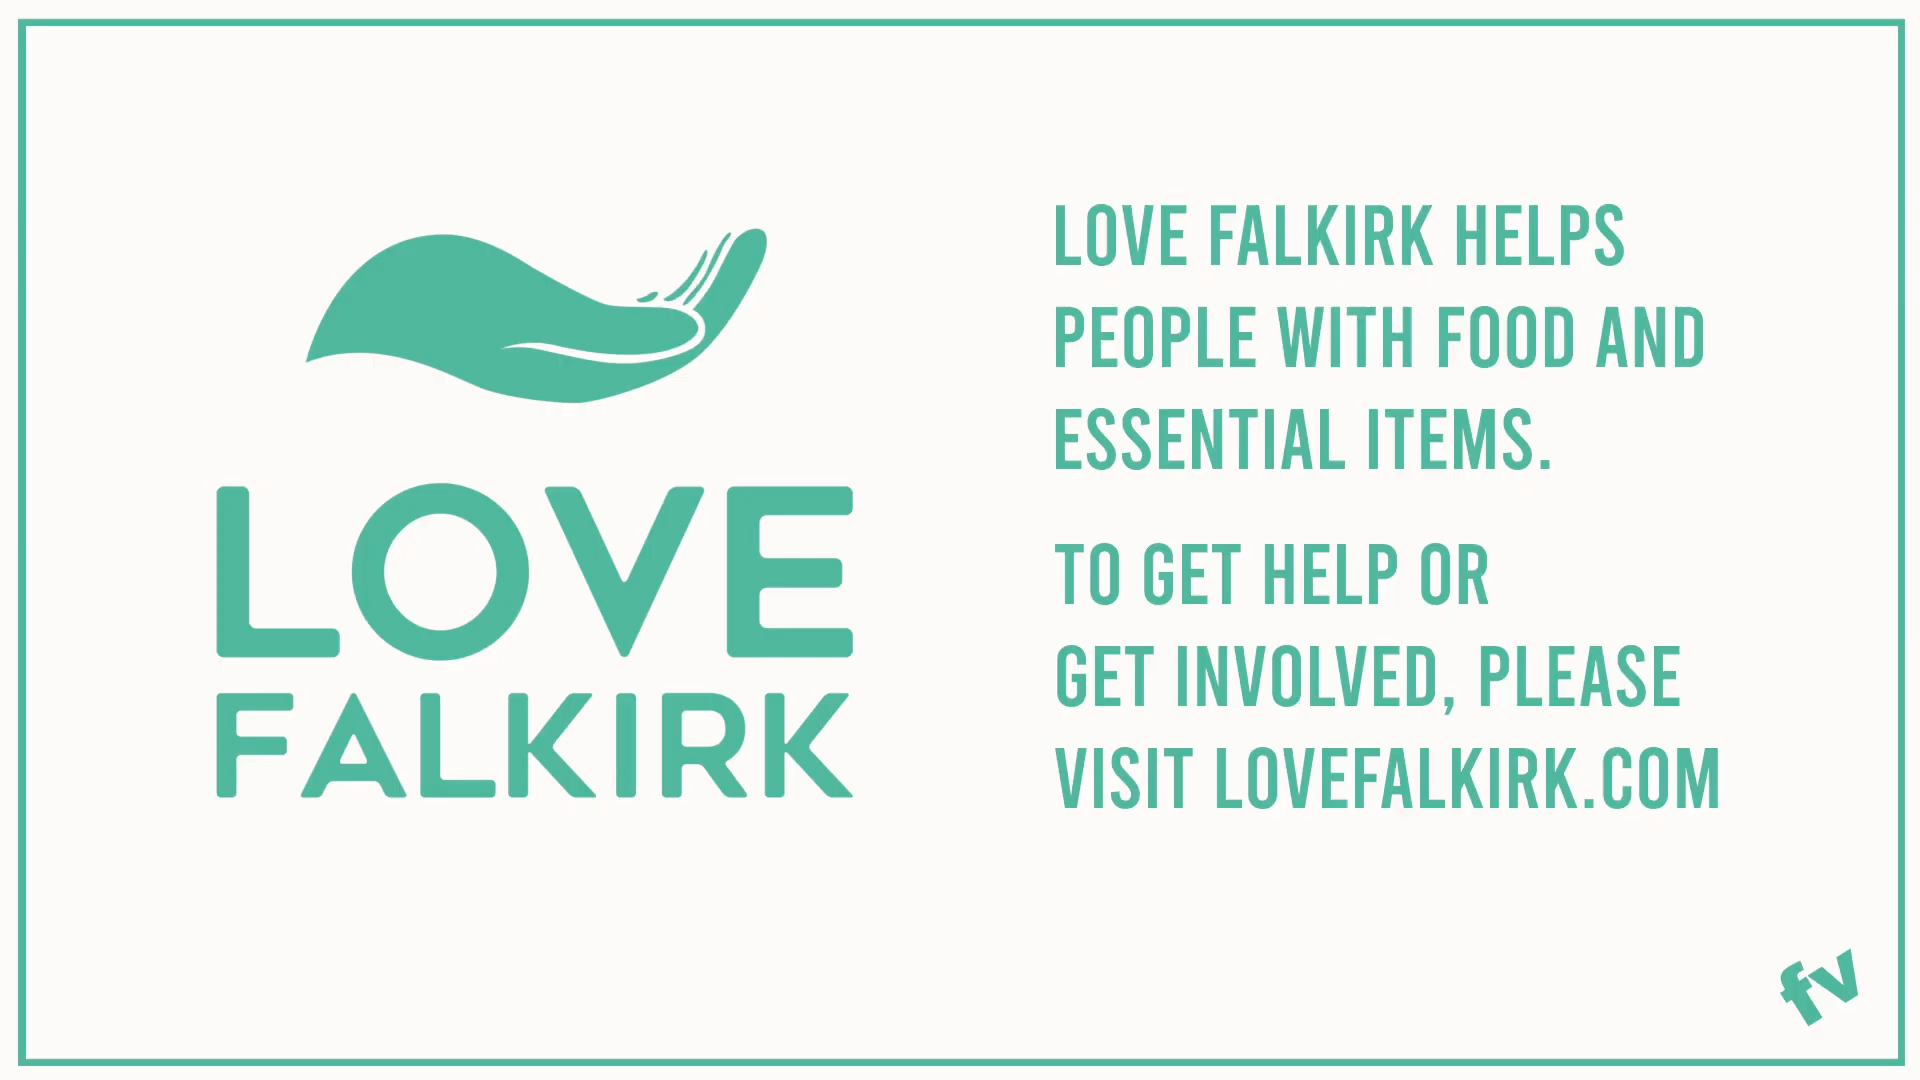 LOVE
FALKIRK
LOVE FALKIRK HELPS
PEOPLE WITH FOOD AND
ESSENTIAL ITEMS.
TO GET HELP OR
GET INVOLVED, PLEASE
VISIT LOVEFALKIRK.COM
fv